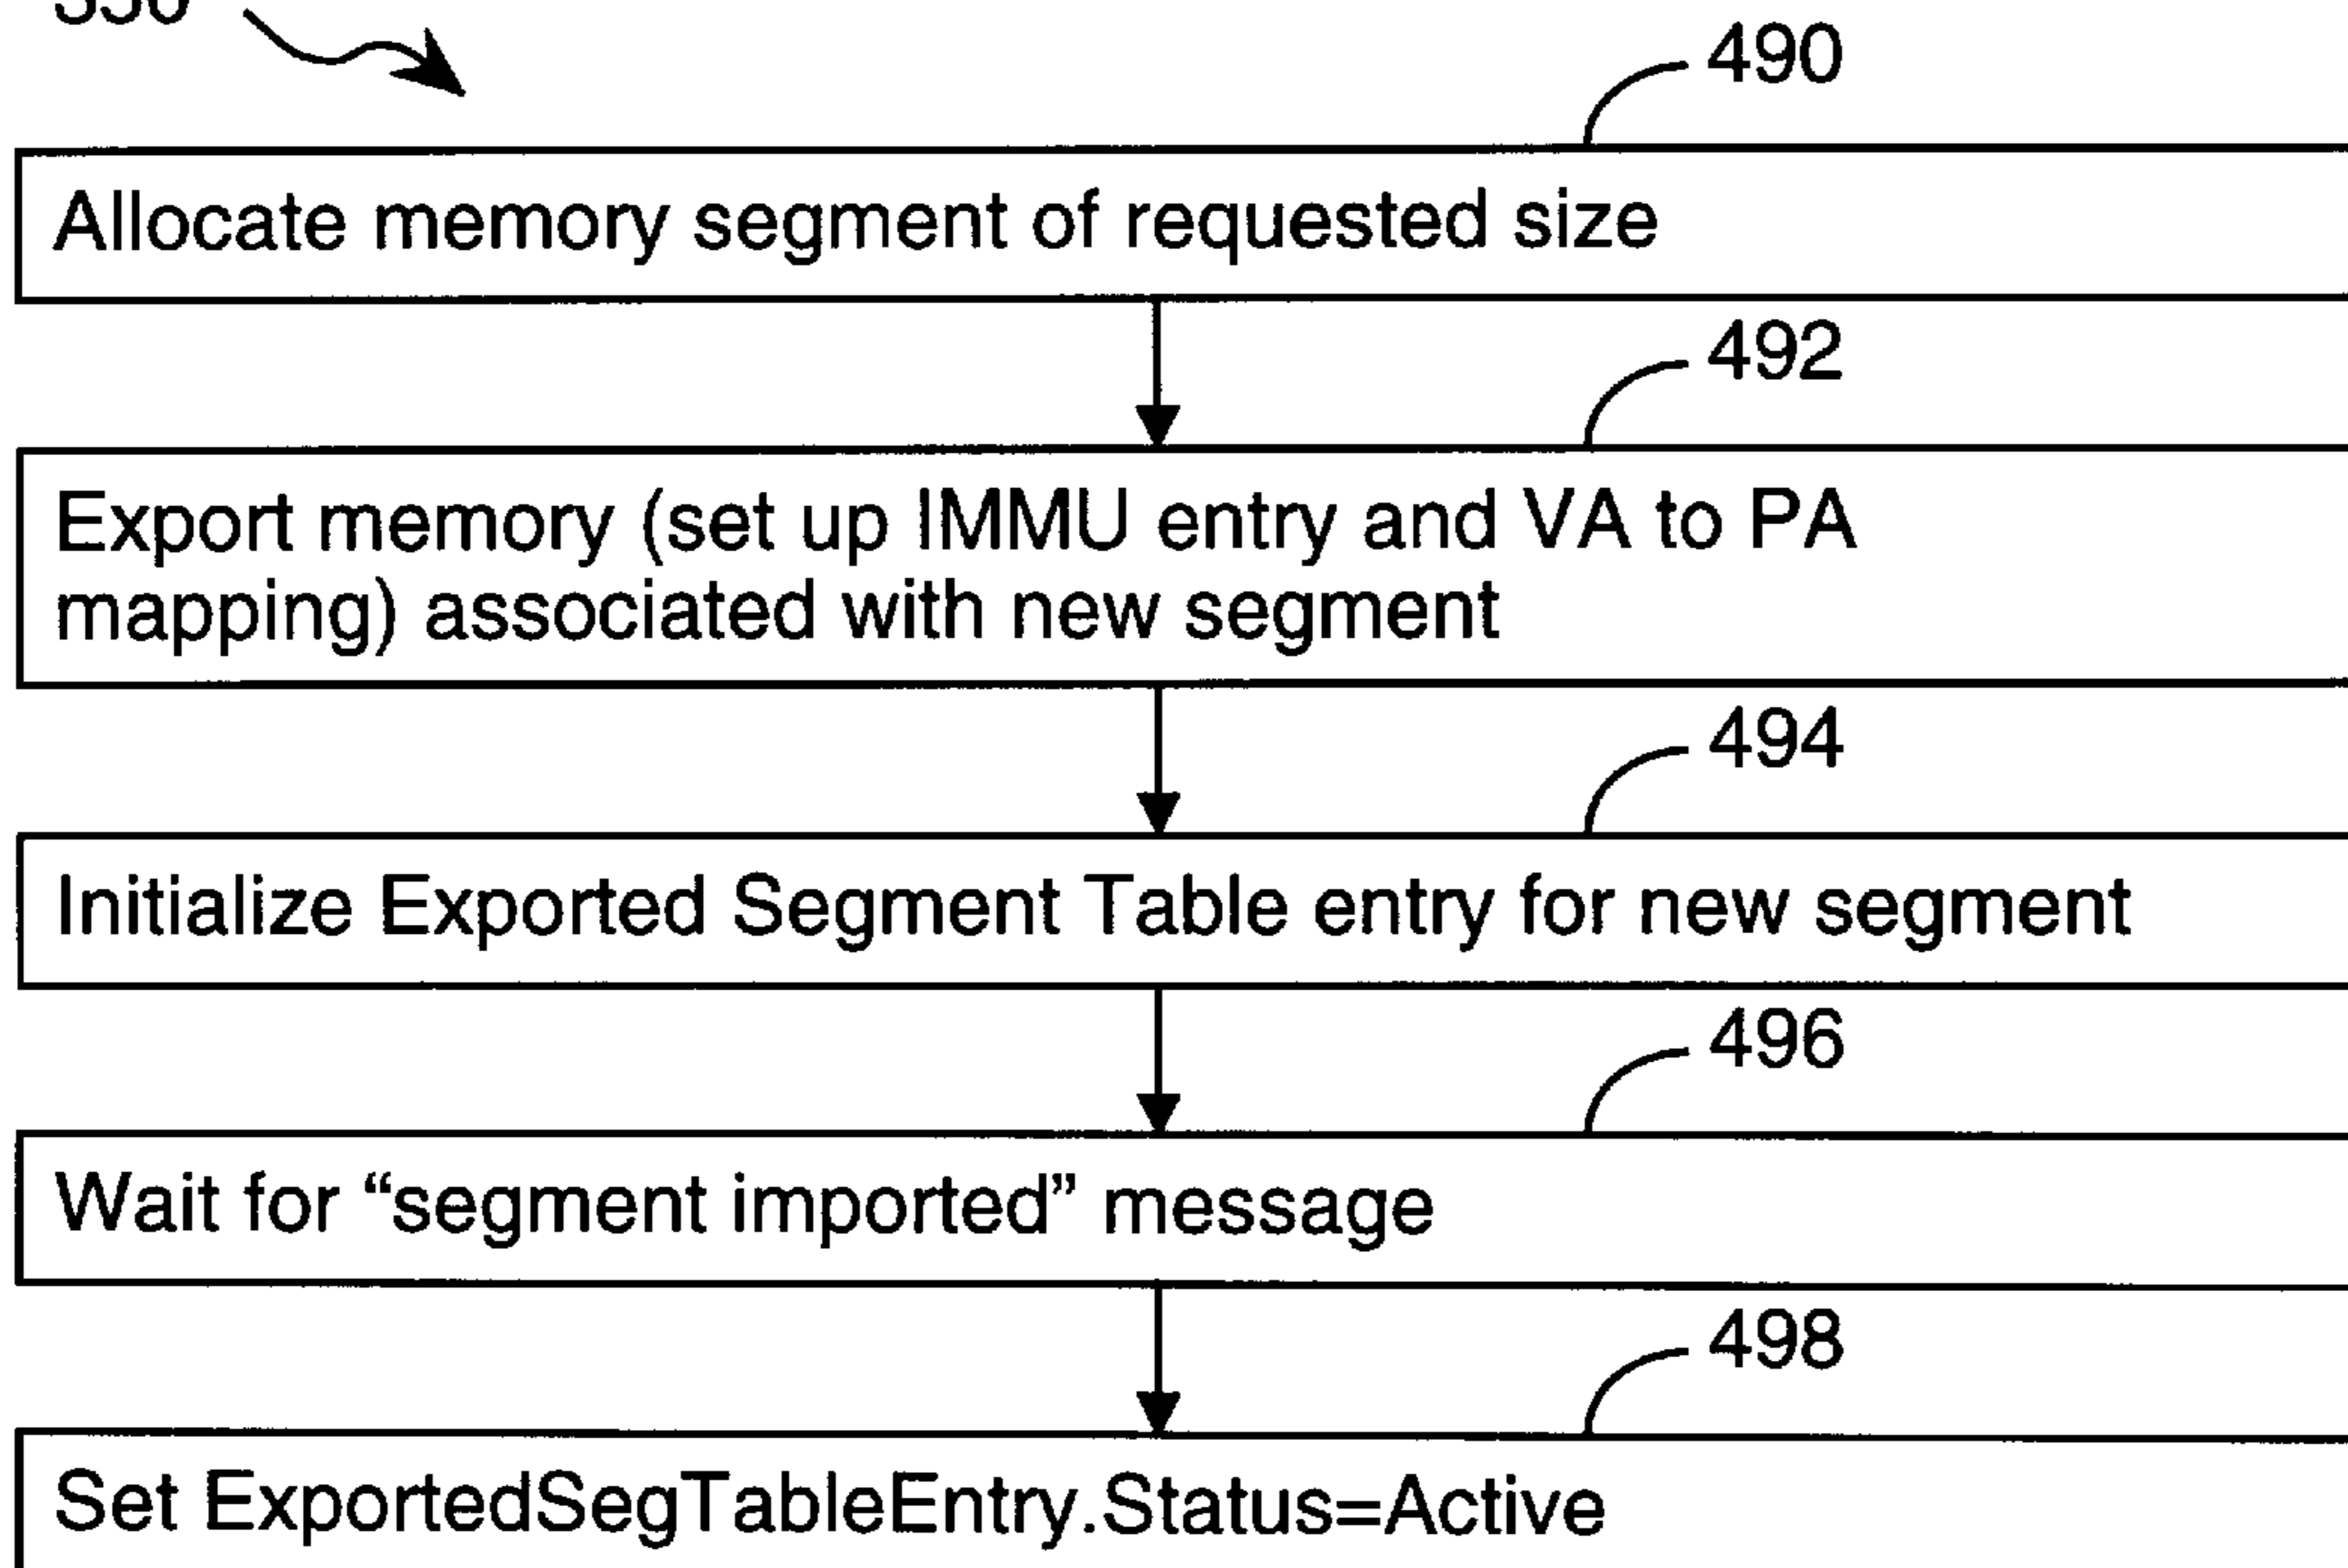 490
Allocate memory segment of requested size
492
Export memory (set up IMMU entry and VA to PA
mapping) associated with new segment
494
Initialize Exported Segment Table entry for new segment
496
Wait for “segment imported” message
498
Set ExportedSegTableEntry.Status=Active